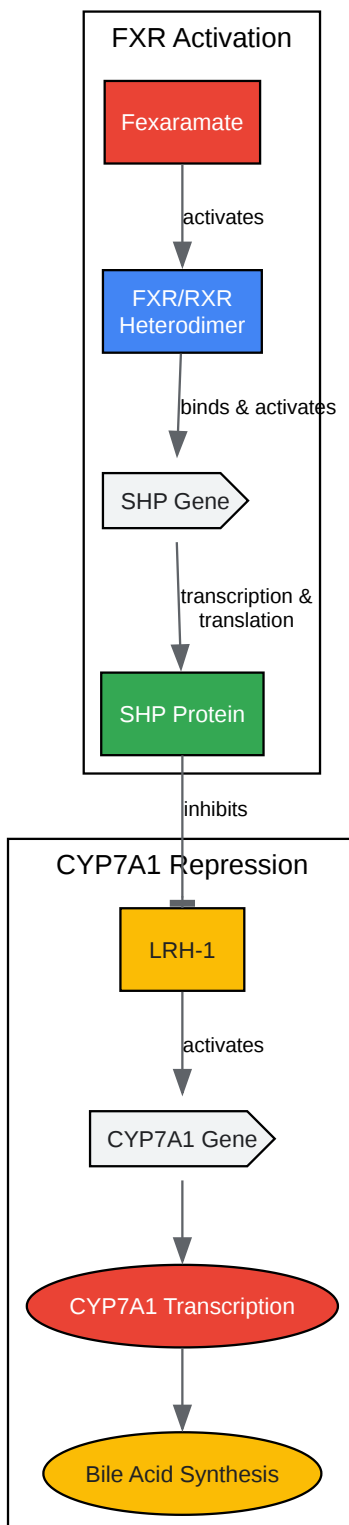 FXR Activation
Fexaramate
activates
FXR/RXR
Heterodimer
binds & activates
SHP Gene
transcription &
translation
SHP Protein
inhibits
CYP7A1 Repression
LRH-1
activates
CYP7A1 Gene
CYP7A1 Transcription
Bile Acid Synthesis